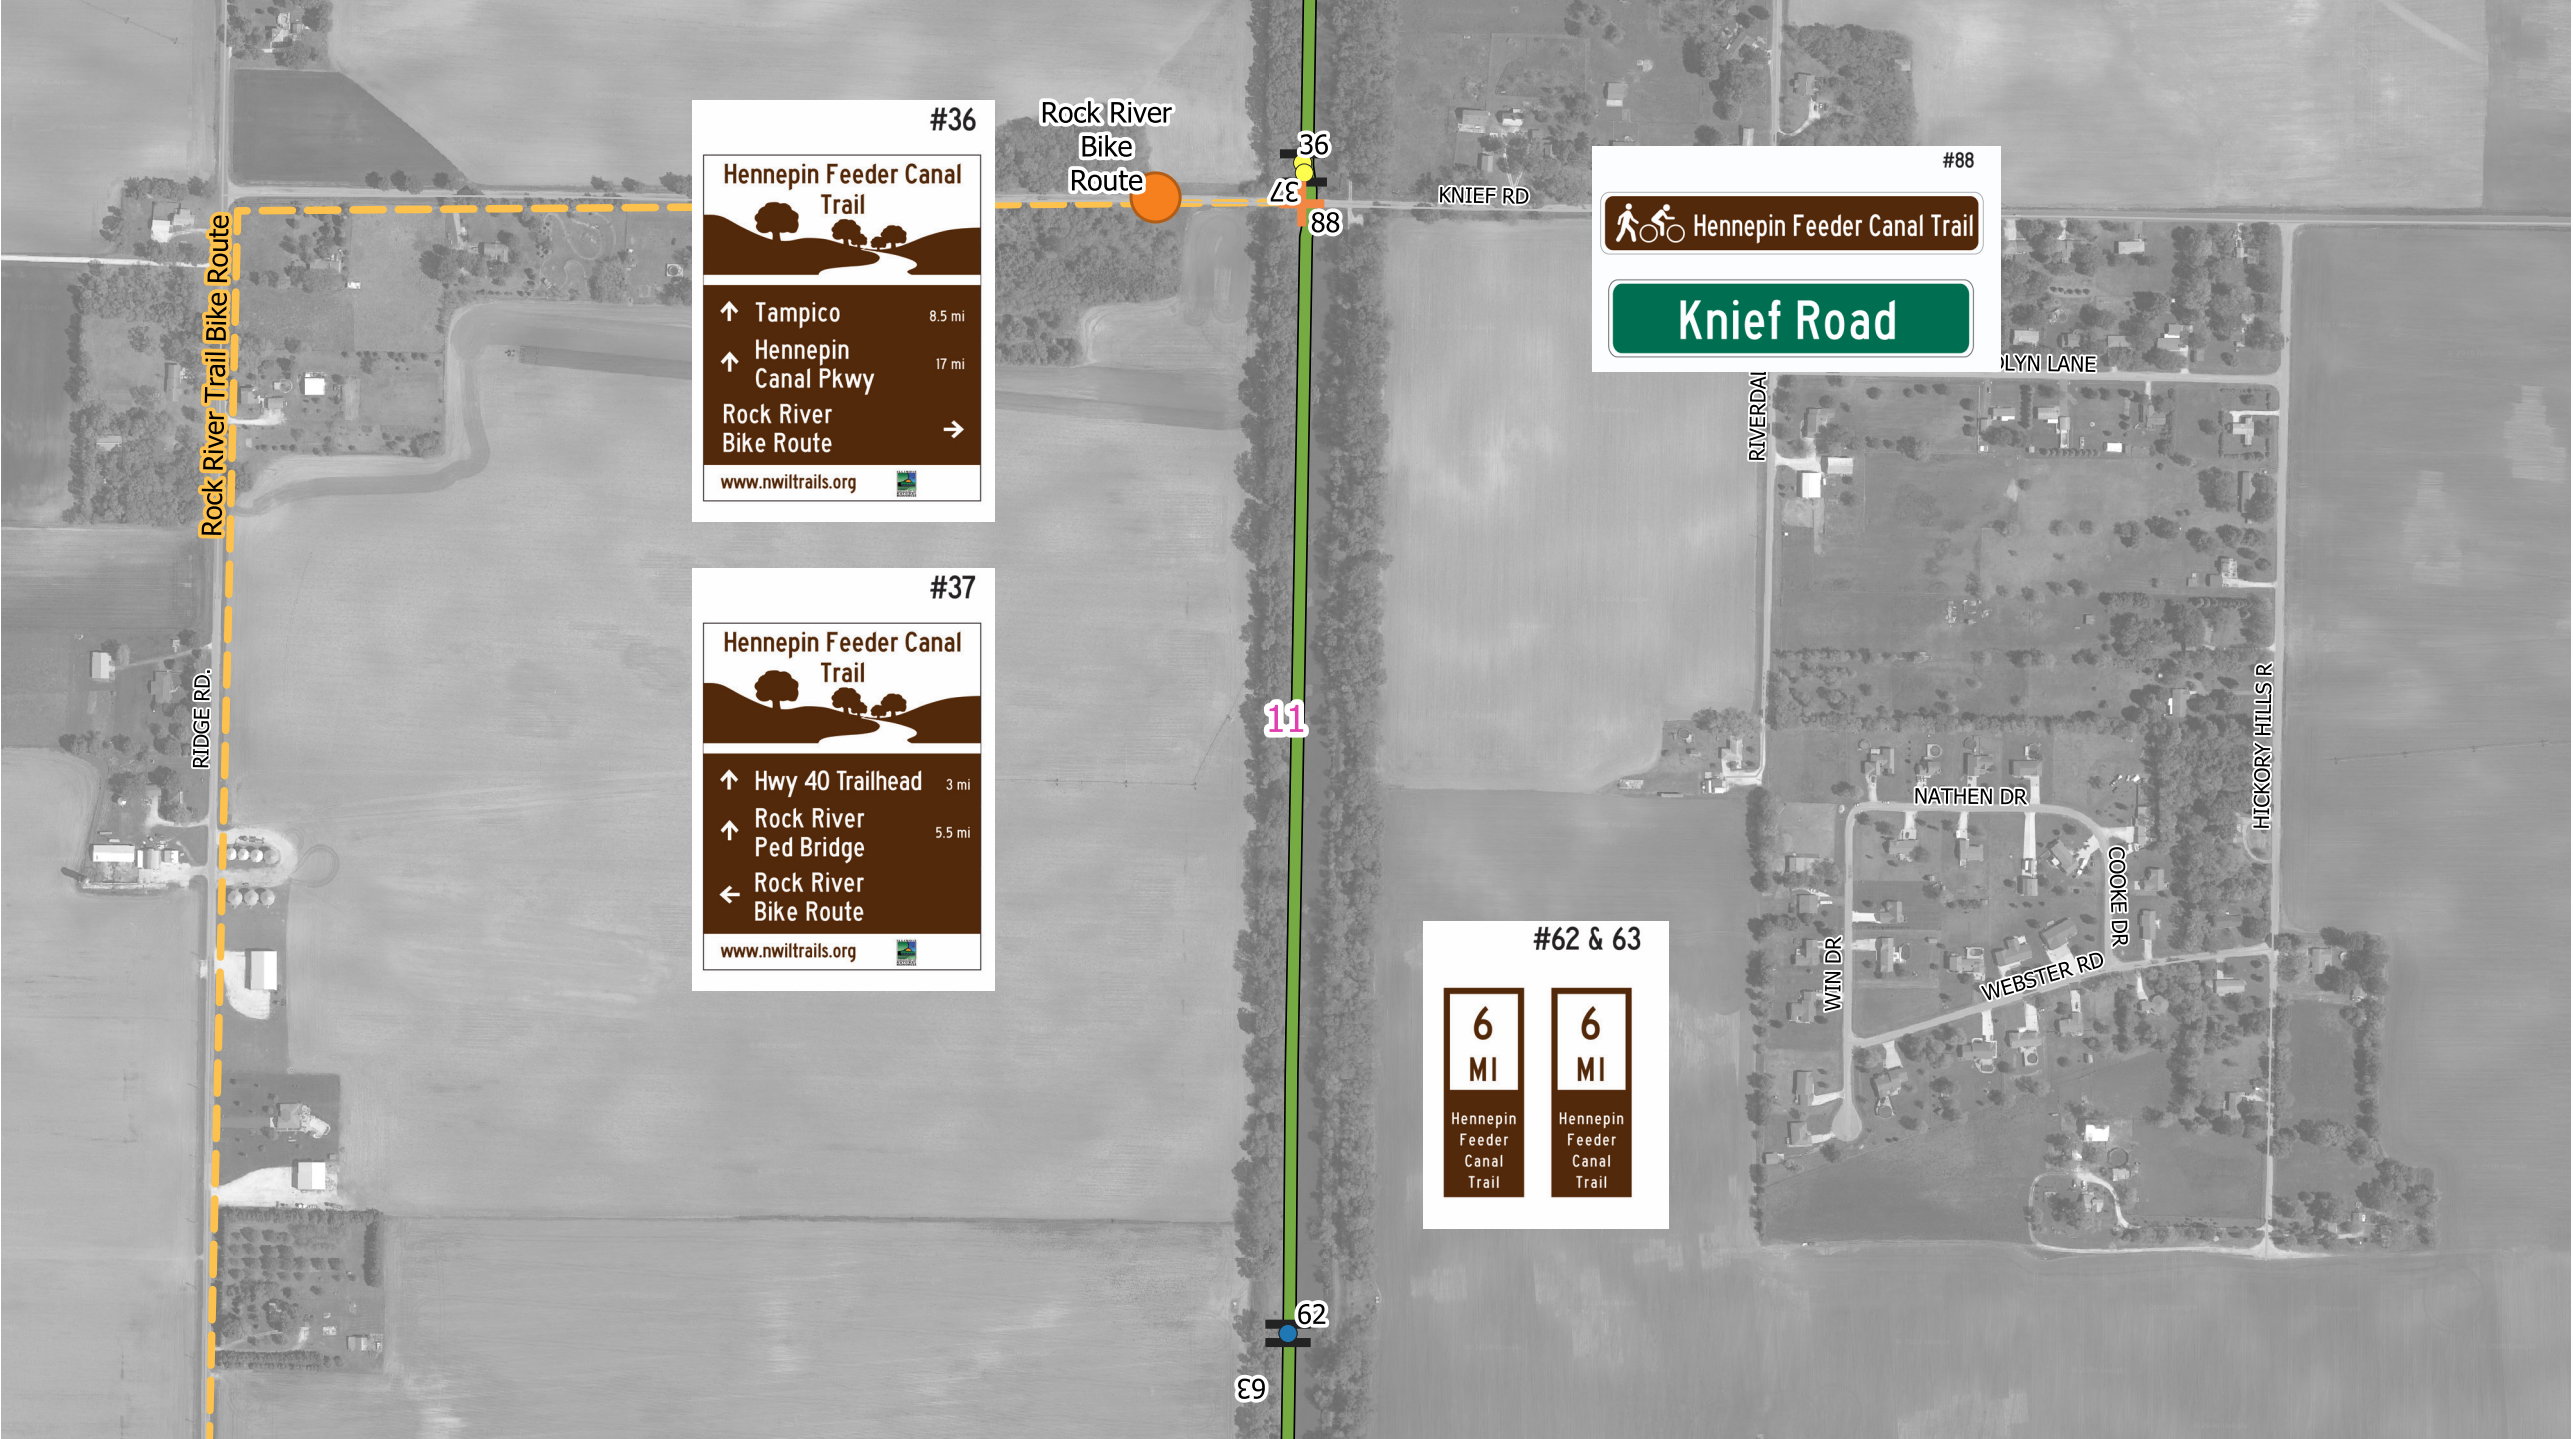 #36
Hennepin Feeder Canal
Trail
Tampico 8.5 mi
Hennepin
Canal Pkwy 17 mi
Rock River
Bike Route
www.nwiltrails.org
Rock River
Bike
Route
36
37
88
KNIEF RD
#88
Hennepin Feeder Canal Trail
Knief Road
OLYN LANE
RIVERDAL
Rock River Trail Bike Route
#37
Hennepin Feeder Canal
Trail
Hwy 40 Trailhead 3 mi
Rock River
Ped Bridge 5.5 mi
Rock River
Bike Route
www.nwiltrails.org
RIDGE RD.
11
HICKORY HILLS R
NATHEN DR
COOKE DR
WIN DR
WEBSTER RD
#62 & 63
6
MI
Hennepin
Feeder
Canal
Trail
6
MI
Hennepin
Feeder
Canal
Trail
62
63